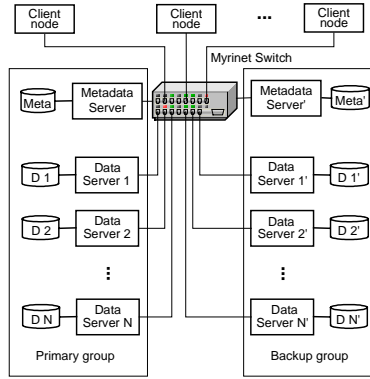 Client
node
Client
node
...
Client
node
Myrinet Switch
Meta
Metadata
Server
Metadata
Server'
Meta'
D 1
Data
Server 1
Data
Server 1'
D 1'
D 2
Data
Server 2
Data
Server 2'
D 2'
...
...
D N
Data
Server N
Data
Server N'
D N'
Primary group
Backup group